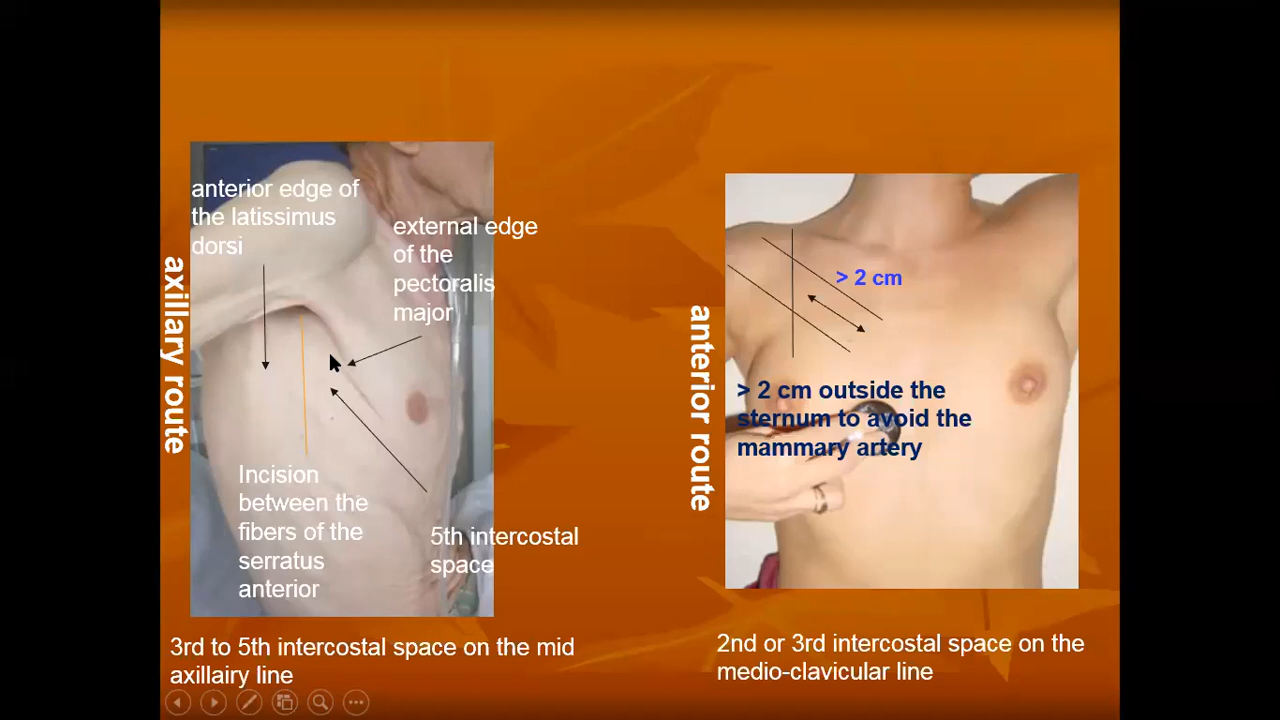 anterior edge of
the latissimus
dorsi
external edge
of the
pectoralis
major
axillary route
Incision
between the
fibers of the
serratus
anterior
5th intercostal
space
3rd to 5th intercostal space on the mid
axillairy line
> 2 cm
anterior route
> 2 cm outside the
sternum to avoid the
mammary artery
2nd or 3rd intercostal space on the
medio-clavicular line